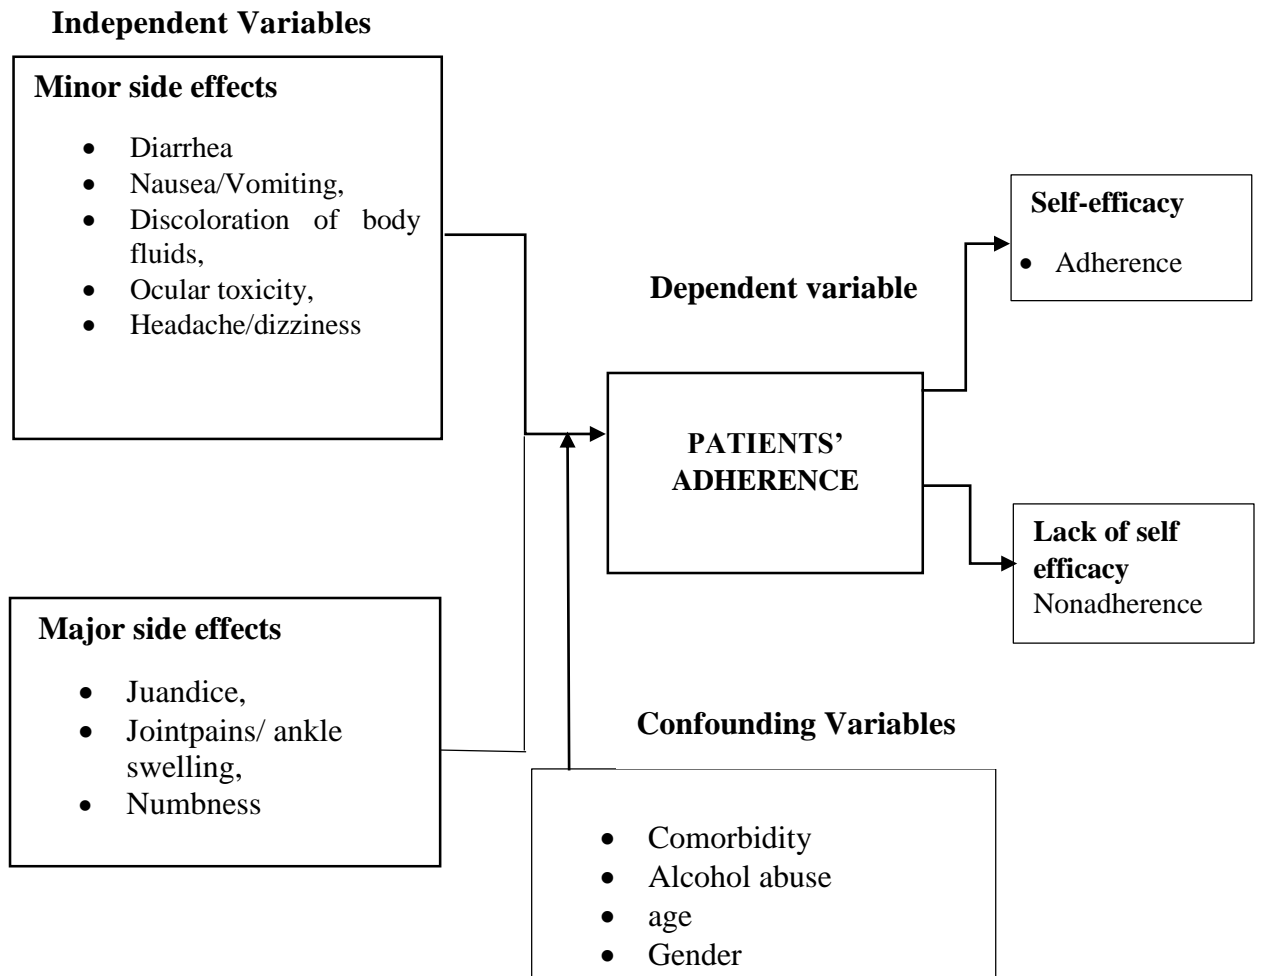 Independent Variables
Minor side effects
• Diarrhea
• Nausea/Vomiting,
• Discoloration of body
fluids,
• Ocular toxicity,
• Headache/dizziness
Major side effects
• Juandice,
• Jointpains/ ankle
swelling,
• Numbness
Dependent variable
PATIENTS’
ADHERENCE
Confounding Variables
• Comorbidity
• Alcohol abuse
• age
• Gender
Self-efficacy
• Adherence
Lack of self
efficacy
Nonadherence